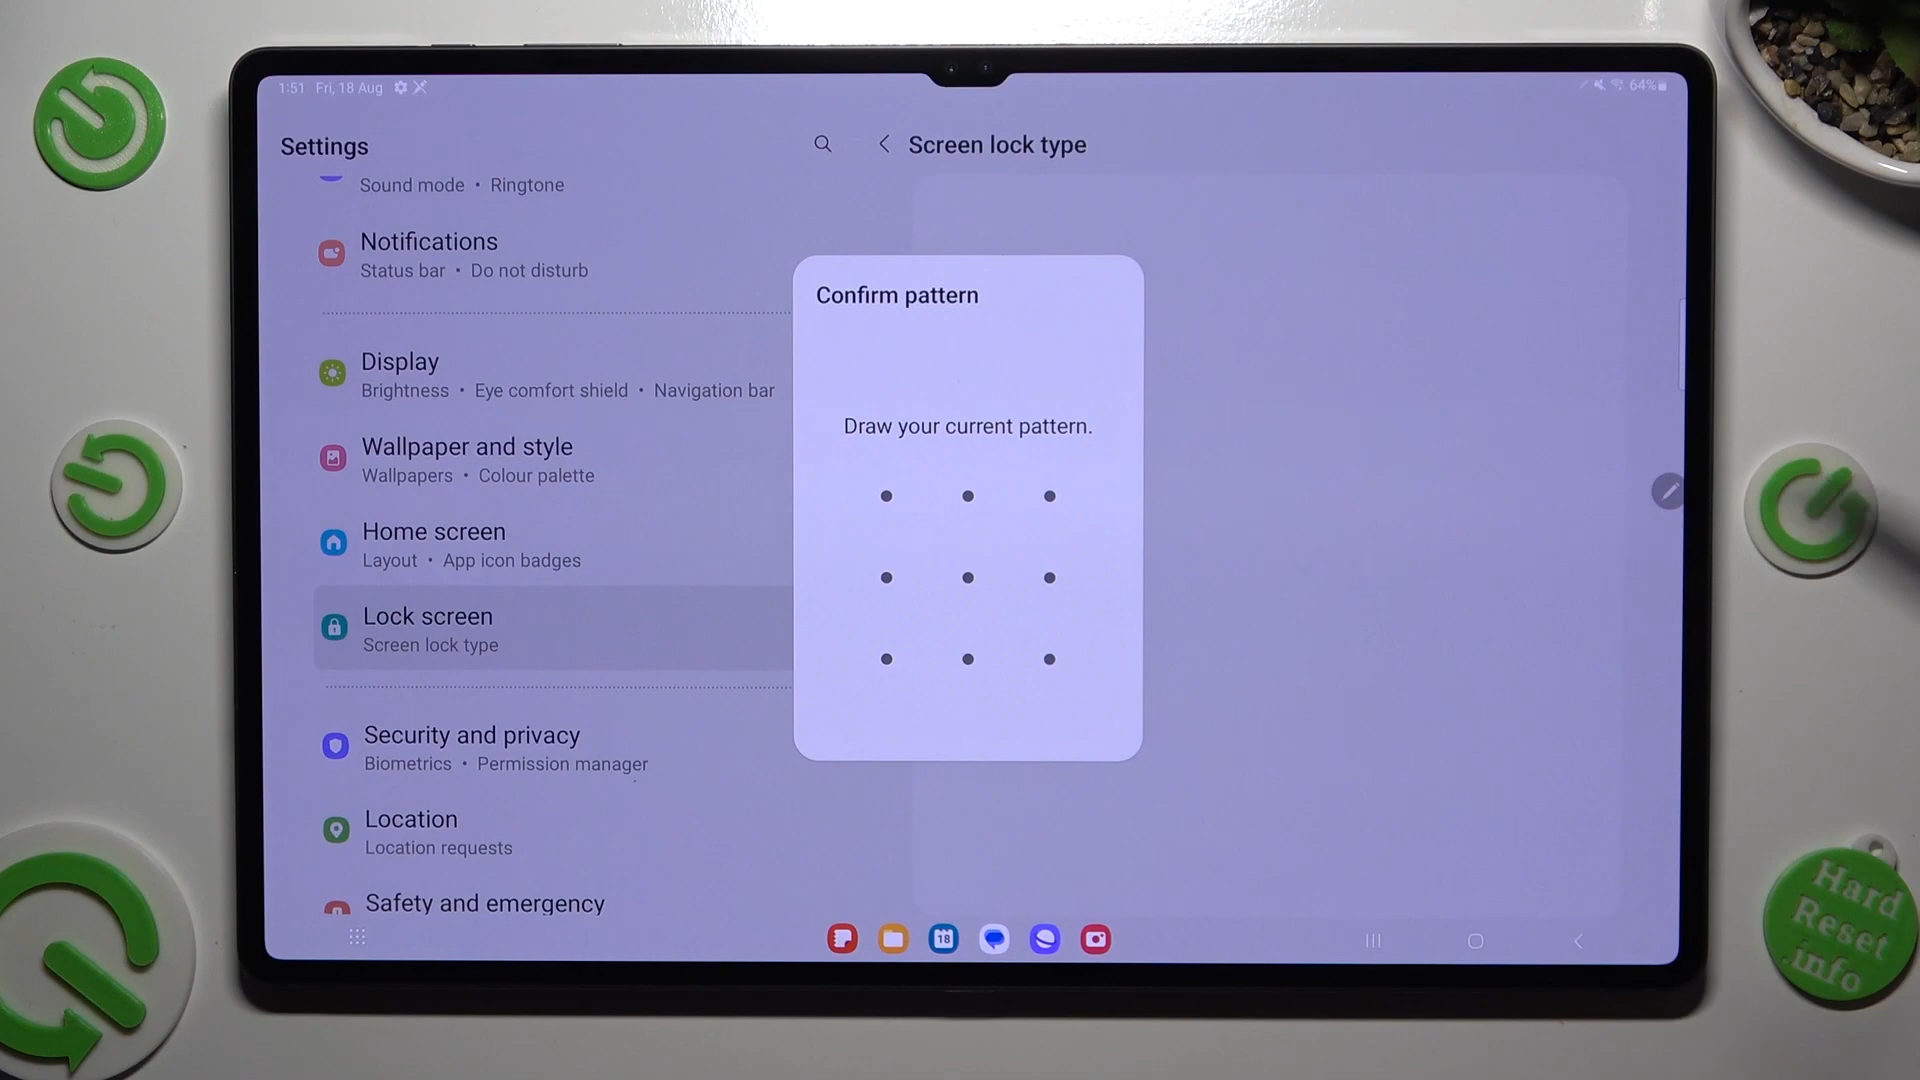 1:51 Fri, 18 Aug
64%
Settings
Screen lock type
Sound mode • Ringtone
Notifications
Status bar • Do not disturb
Display
Brightness • Eye comfort shield • Navigation bar
Wallpaper and style
Wallpapers • Colour palette
Home screen
Layout • App icon badges
Lock screen
Screen lock type
Security and privacy
Biometrics • Permission manager
Location
Location requests
Safety and emergency
Confirm pattern
Draw your current pattern.
18
Hard
Reset
.info